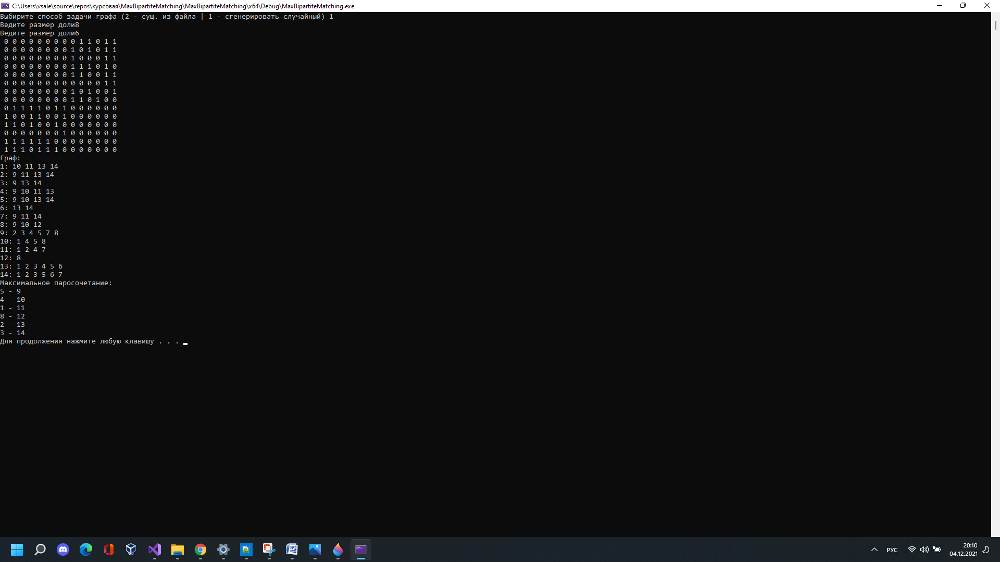 C:\Users\vsale\source\repos\курсовая\MaxBipartiteMatching\MaxBipartiteMatching\x64\Debug\MaxBipartiteMatching.exe
Выбирите способ задачи графа (2 - сущ. из файла | 1 - сгенерировать случайный) 1
Ведите размер доли8
Ведите размер доли6
0 0 0 0 0 0 0 0 0 1 1 0 1 1
0 0 0 0 0 0 0 0 1 0 1 0 1 1
0 0 0 0 0 0 0 0 1 0 0 0 1 1
0 0 0 0 0 0 0 0 1 1 1 0 1 0
0 0 0 0 0 0 0 0 1 1 0 0 1 1
0 0 0 0 0 0 0 0 0 0 0 0 1 1
0 0 0 0 0 0 0 0 1 0 1 0 0 1
0 0 0 0 0 0 0 0 1 1 0 1 0 0
0 1 1 1 1 0 1 1 0 0 0 0 0 0
1 0 0 1 1 0 0 1 0 0 0 0 0 0
1 1 0 1 0 0 1 0 0 0 0 0 0 0
0 0 0 0 0 0 0 1 0 0 0 0 0 0
1 1 1 1 1 1 0 0 0 0 0 0 0 0
1 1 1 0 1 1 1 0 0 0 0 0 0 0
Граф:
1: 10 11 13 14
2: 9 11 13 14
3: 9 13 14
4: 9 10 11 13
5: 9 10 13 14
6: 13 14
7: 9 11 14
8: 9 10 12
9: 2 3 4 5 7 8
10: 1 4 5 8
11: 1 2 4 7
12: 8
13: 1 2 3 4 5 6
14: 1 2 3 5 6 7
Максимальное паросочетание:
5 - 9
4 - 10
1 - 11
8 - 12
2 - 13
3 - 14
Для продолжения нажмите любую клавишу . . .
РУС
20:10
04.12.2021